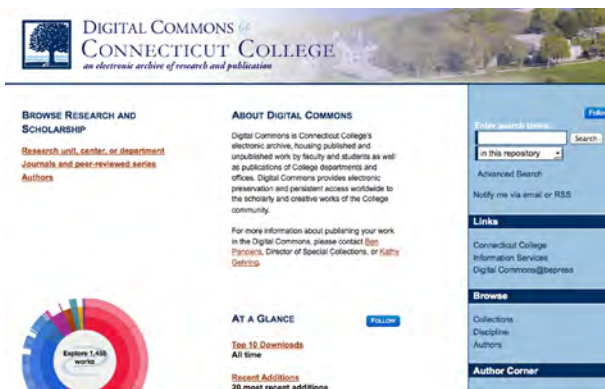 DIGITAL COMMONS @
CONNECTICUT COLLEGE
an electronic archive of research and publication
BROWSE RESEARCH AND
SCHOLARSHIP
Research unit, center, or department
Journals and peer-reviewed series
Authors
ABOUT DIGITAL COMMONS
Digital Commons is Connecticut College's
electronic archive, housing published and
unpublished work by faculty and students as well
as publications of College departments and
offices. Digital Commons provides electronic
preservation and persistent access worldwide to
the scholarly and creative works of the College
community.
For more information about publishing your work
in the Digital Commons, please contact Ben
Panciera, Director of Special Collections, or Kathy
Gehring.
Explore 1,458
works
AT A GLANCE
FOLLOW
Top 10 Downloads
All time
Recent Additions
20 most recent additions
Follo
Enter search terms:
Search
in this repository
Advanced Search
Notify me via email or RSS
Links
Connecticut College
Information Services
Digital Commons@bepress
Browse
Collections
Discipline
Authors
Author Corner